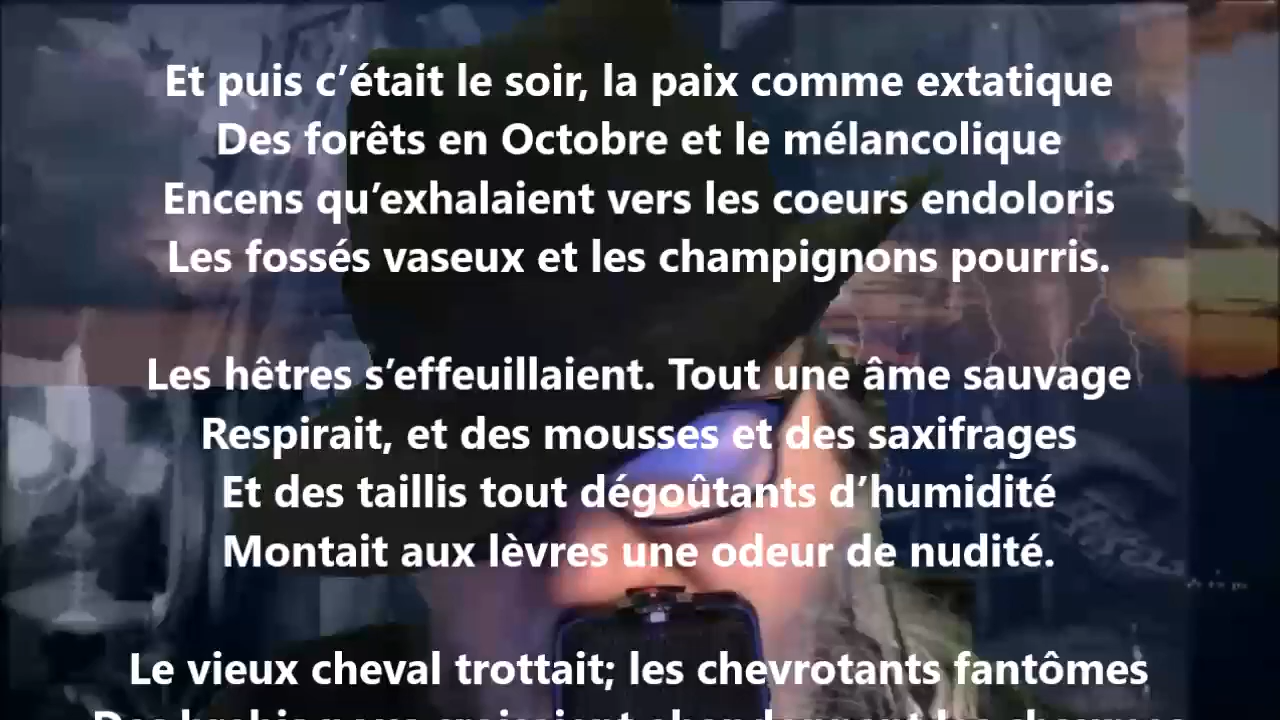 Et puis c’était le soir, la paix comme extatique
Des forêts en Octobre et le mélancolique
Encens qu’exhalaient vers les coeurs endoloris
Les fossés vaseux et les champignons pourris.
Les hêtres s’effeuillaient. Tout une âme sauvage
Respirait, et des mousses et des saxifrages
Et des taillis tout dégoûtants d’humidité
Montait aux lèvres une odeur de nudité.
Le vieux cheval trottait; les chevrotants fantômes